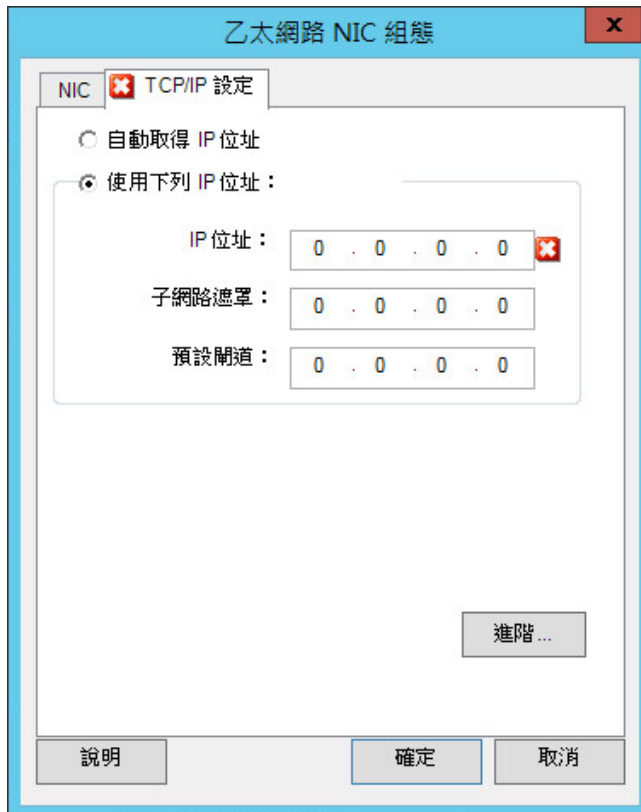 乙太網路 NIC 組態
x
NIC
TCP/IP 設定
自動取得 IP 位址
使用下列 IP 位址：
IP 位址： 0 . 0 . 0 . 0
子網路遮罩： 0 . 0 . 0 . 0
預設閘道： 0 . 0 . 0 . 0
進階...
說明 確定 取消